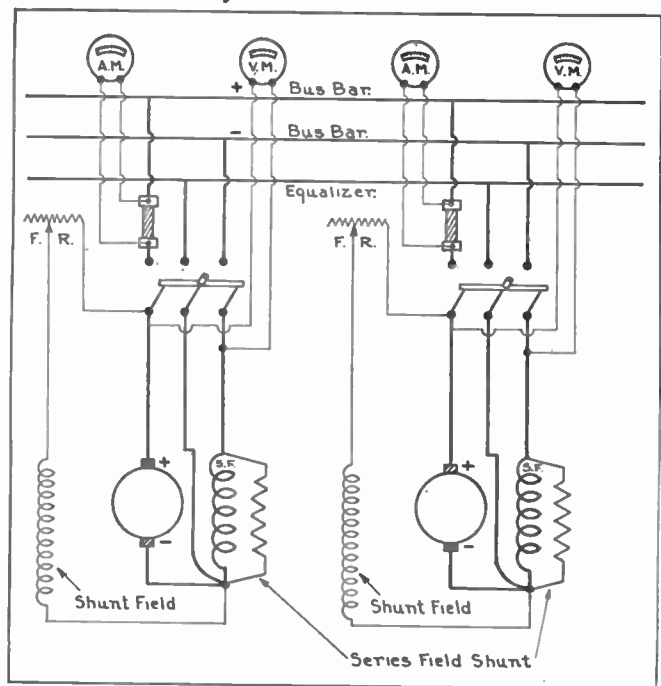 A.M. V.M. A.M. V.M.
+ Bus Bar.
- Bus Bar.
Equalizer.
F. R. F. R.
+ S.F. + S.F.
- -
Shunt Field Shunt Field
Series Field Shunt